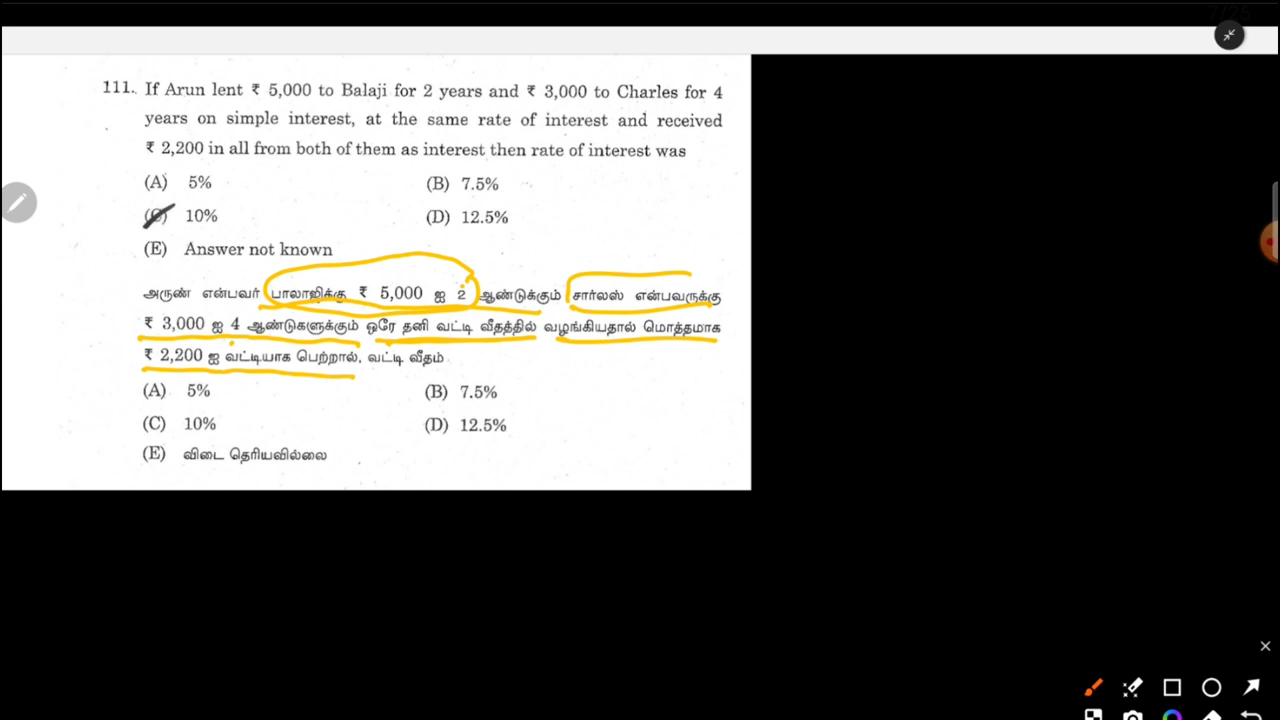 7/25
111. If Arun lent ₹ 5,000 to Balaji for 2 years and ₹ 3,000 to Charles for 4
years on simple interest, at the same rate of interest and received
₹ 2,200 in all from both of them as interest then rate of interest was
(A) 5%
(B) 7.5%
(C) 10%
(D) 12.5%
(E) Answer not known
அருண் என்பவர் பாலாஜிக்கு ₹ 5,000 ஐ 2 ஆண்டுக்கும் சார்லஸ் என்பவருக்கு
₹ 3,000 ஐ 4 ஆண்டுகளுக்கும் ஒரே தனி வட்டி வீதத்தில் வழங்கியதால் மொத்தமாக
₹ 2,200 ஐ வட்டியாக பெற்றால், வட்டி வீதம்
(A) 5%
(B) 7.5%
(C) 10%
(D) 12.5%
(E) விடை தெரியவில்லை